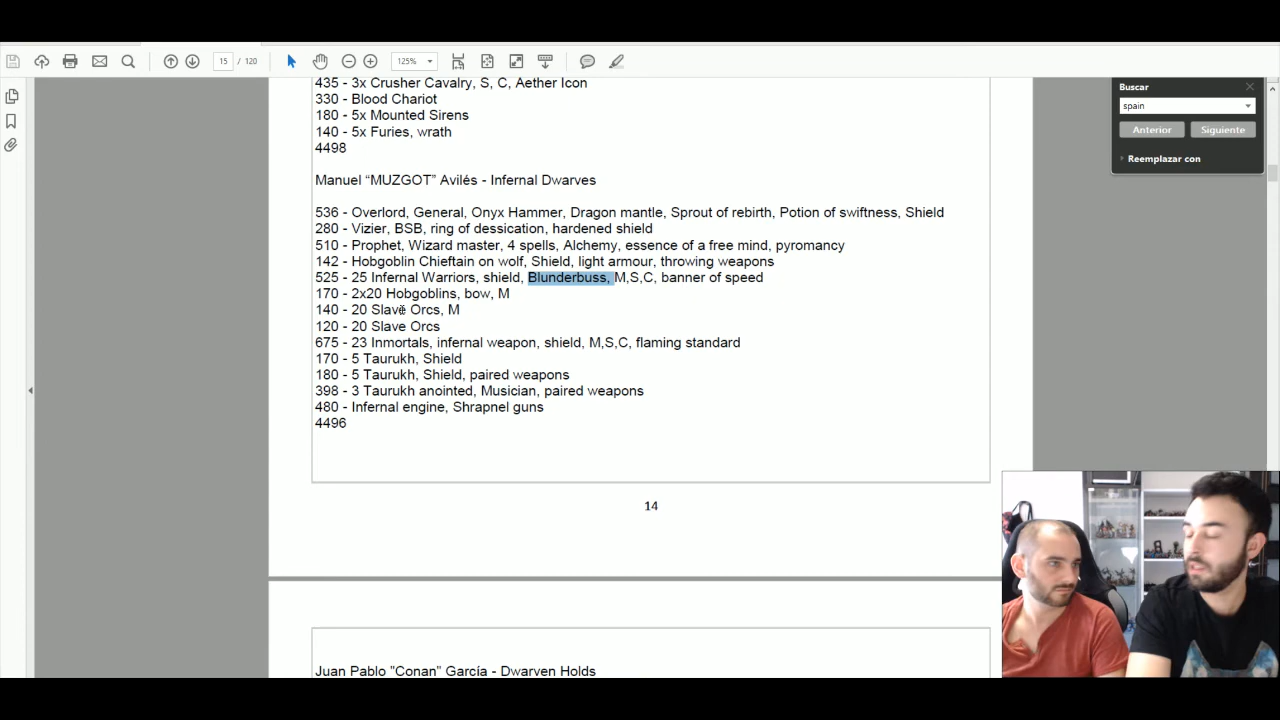 15 / 120
125%
Buscar
spain
Anterior
Siguiente
Reemplazar con
435 - 3x Crusher Cavalry, S, C, Aether Icon
330 - Blood Chariot
180 - 5x Mounted Sirens
140 - 5x Furies, wrath
4498
Manuel “MUZGOT” Avilés - Infernal Dwarves
536 - Overlord, General, Onyx Hammer, Dragon mantle, Sprout of rebirth, Potion of swiftness, Shield
280 - Vizier, BSB, ring of dessication, hardened shield
510 - Prophet, Wizard master, 4 spells, Alchemy, essence of a free mind, pyromancy
142 - Hobgoblin Chieftain on wolf, Shield, light armour, throwing weapons
525 - 25 Infernal Warriors, shield, Blunderbuss, M,S,C, banner of speed
170 - 2x20 Hobgoblins, bow, M
140 - 20 Slave Orcs, M
120 - 20 Slave Orcs
675 - 23 Inmortals, infernal weapon, shield, M,S,C, flaming standard
170 - 5 Taurukh, Shield
180 - 5 Taurukh, Shield, paired weapons
398 - 3 Taurukh anointed, Musician, paired weapons
480 - Infernal engine, Shrapnel guns
4496
14
Juan Pablo "Conan" García - Dwarven Holds